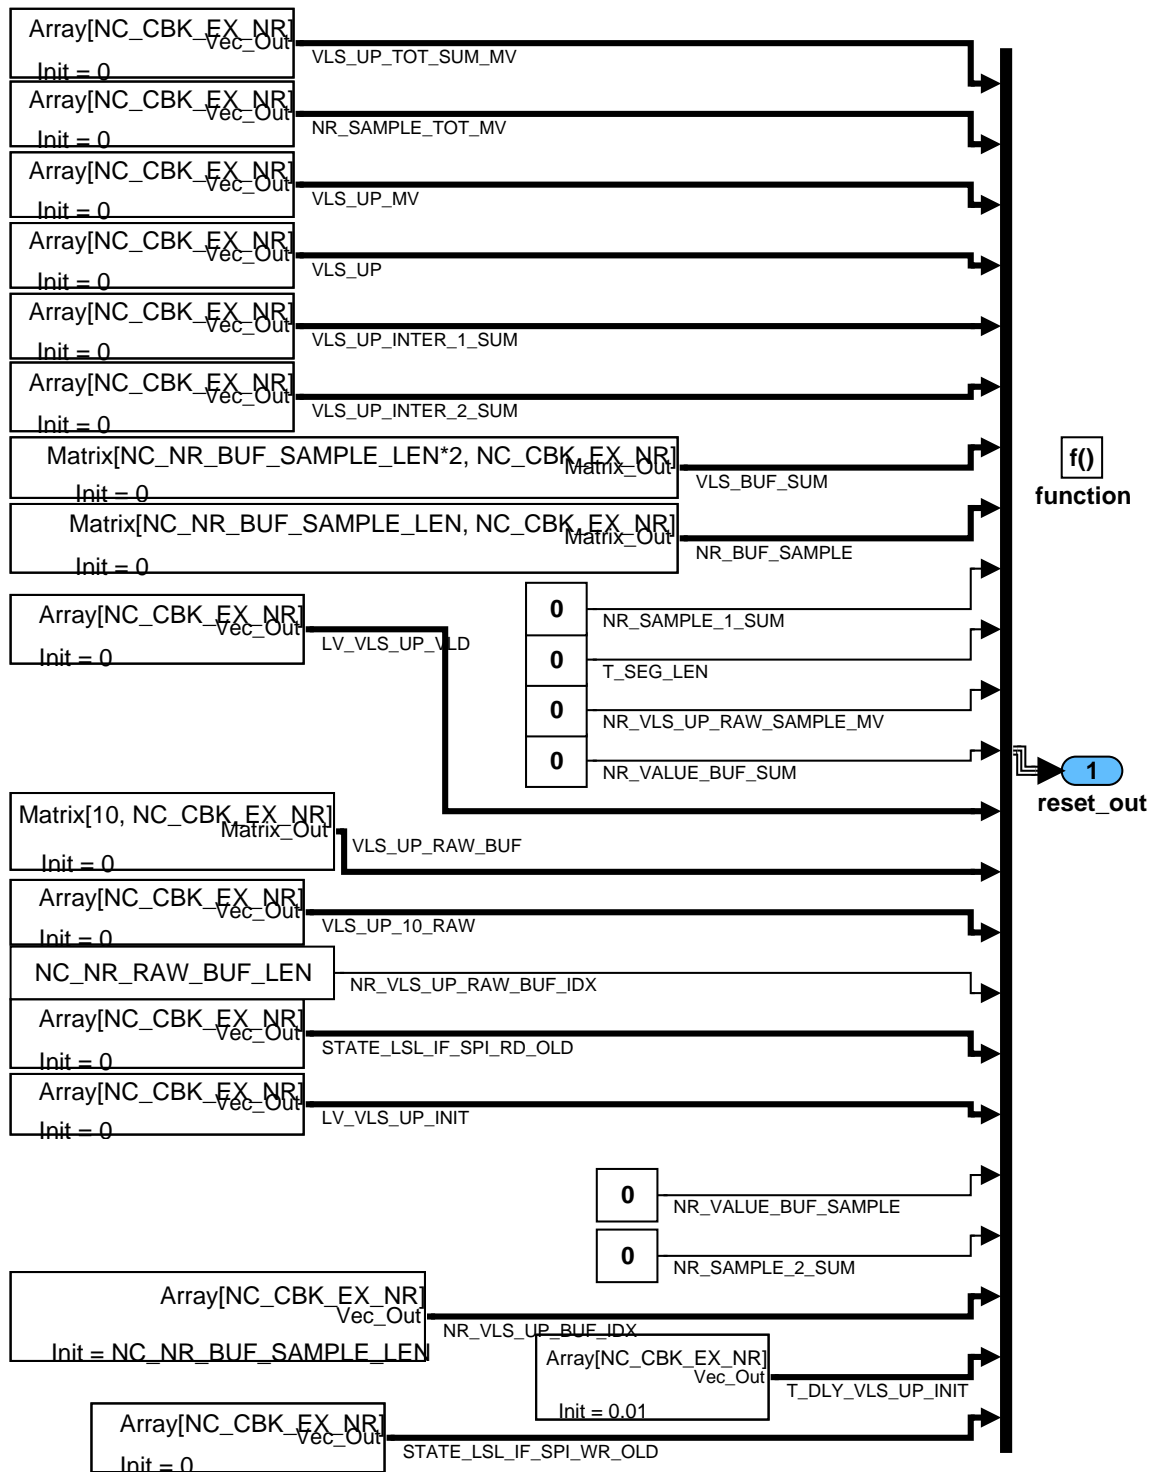 Array[NC_CBK_EX_NR]
Vec_Out
Init = 0
VLS_UP_TOT_SUM_MV
Array[NC_CBK_EX_NR]
Vec_Out
Init = 0
NR_SAMPLE_TOT_MV
Array[NC_CBK_EX_NR]
Vec_Out
Init = 0
VLS_UP_MV
Array[NC_CBK_EX_NR]
Vec_Out
Init = 0
VLS_UP
Array[NC_CBK_EX_NR]
Vec_Out
Init = 0
VLS_UP_INTER_1_SUM
Array[NC_CBK_EX_NR]
Vec_Out
Init = 0
VLS_UP_INTER_2_SUM
Matrix[NC_NR_BUF_SAMPLE_LEN*2, NC_CBK_EX_NR]
Matrix_Out
Init = 0
VLS_BUF_SUM
f()
function
Matrix[NC_NR_BUF_SAMPLE_LEN, NC_CBK_EX_NR]
Matrix_Out
Init = 0
NR_BUF_SAMPLE
Array[NC_CBK_EX_NR]
Vec_Out
Init = 0
LV_VLS_UP_VLD
0
NR_SAMPLE_1_SUM
0
T_SEG_LEN
0
NR_VLS_UP_RAW_SAMPLE_MV
0
NR_VALUE_BUF_SUM
1
reset_out
Matrix[10, NC_CBK_EX_NR]
Matrix_Out
Init = 0
VLS_UP_RAW_BUF
Array[NC_CBK_EX_NR]
Vec_Out
Init = 0
VLS_UP_10_RAW
NC_NR_RAW_BUF_LEN
NR_VLS_UP_RAW_BUF_IDX
Array[NC_CBK_EX_NR]
Vec_Out
Init = 0
STATE_LSL_IF_SPI_RD_OLD
Array[NC_CBK_EX_NR]
Vec_Out
Init = 0
LV_VLS_UP_INIT
0
NR_VALUE_BUF_SAMPLE
0
NR_SAMPLE_2_SUM
Array[NC_CBK_EX_NR]
Vec_Out
Init = NC_NR_BUF_SAMPLE_LEN
NR_VLS_UP_BUF_IDX
Array[NC_CBK_EX_NR]
Vec_Out
Init = 0.01
T_DLY_VLS_UP_INIT
Array[NC_CBK_EX_NR]
Vec_Out
Init = 0
STATE_LSL_IF_SPI_WR_OLD